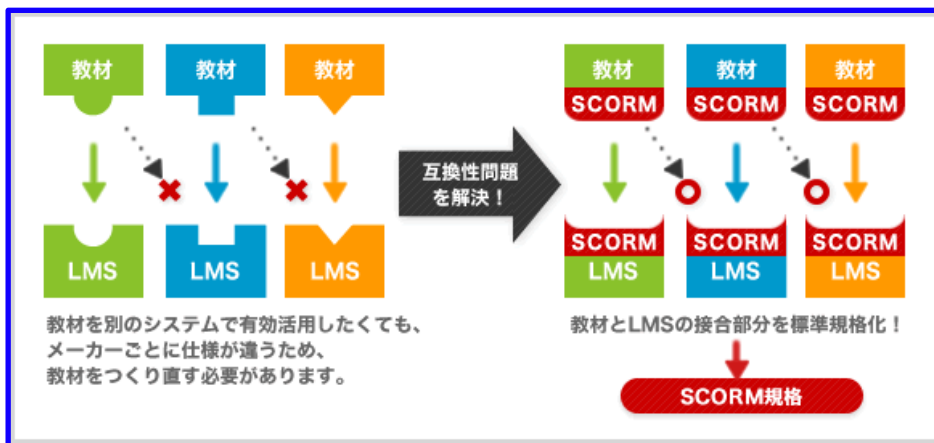 教材
教材
教材
LMS
LMS
LMS
教材を別のシステムで有効活用したくても、
メーカーごとに仕様が違うため、
教材をつくり直す必要があります。
互換性問題
を解決！
教材
SCORM
教材
SCORM
教材
SCORM
SCORM
LMS
SCORM
LMS
SCORM
LMS
教材とLMSの接合部分を標準規格化！
SCORM規格